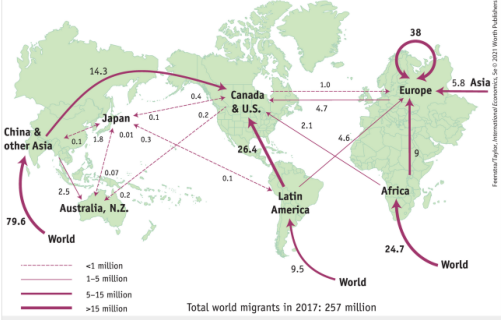 38
14.3
5.8 Asia
Europe
1.0
Canada
& U.S.
0.4
4.7
0.2
2.1
Japan
0.1
China &
other Asia
0.1
1.8
0.01
0.3
4.6
26.4
9
0.07
0.1
2.5
0.2
Latin
America
Africa
Australia, N.Z.
79.6
World
24.7
World
9.5
World
<1 million
1–5 million
5–15 million
>15 million
Total world migrants in 2017: 257 million
Feenstra/Taylor, International Economics, 5e © 2021 Worth Publishers